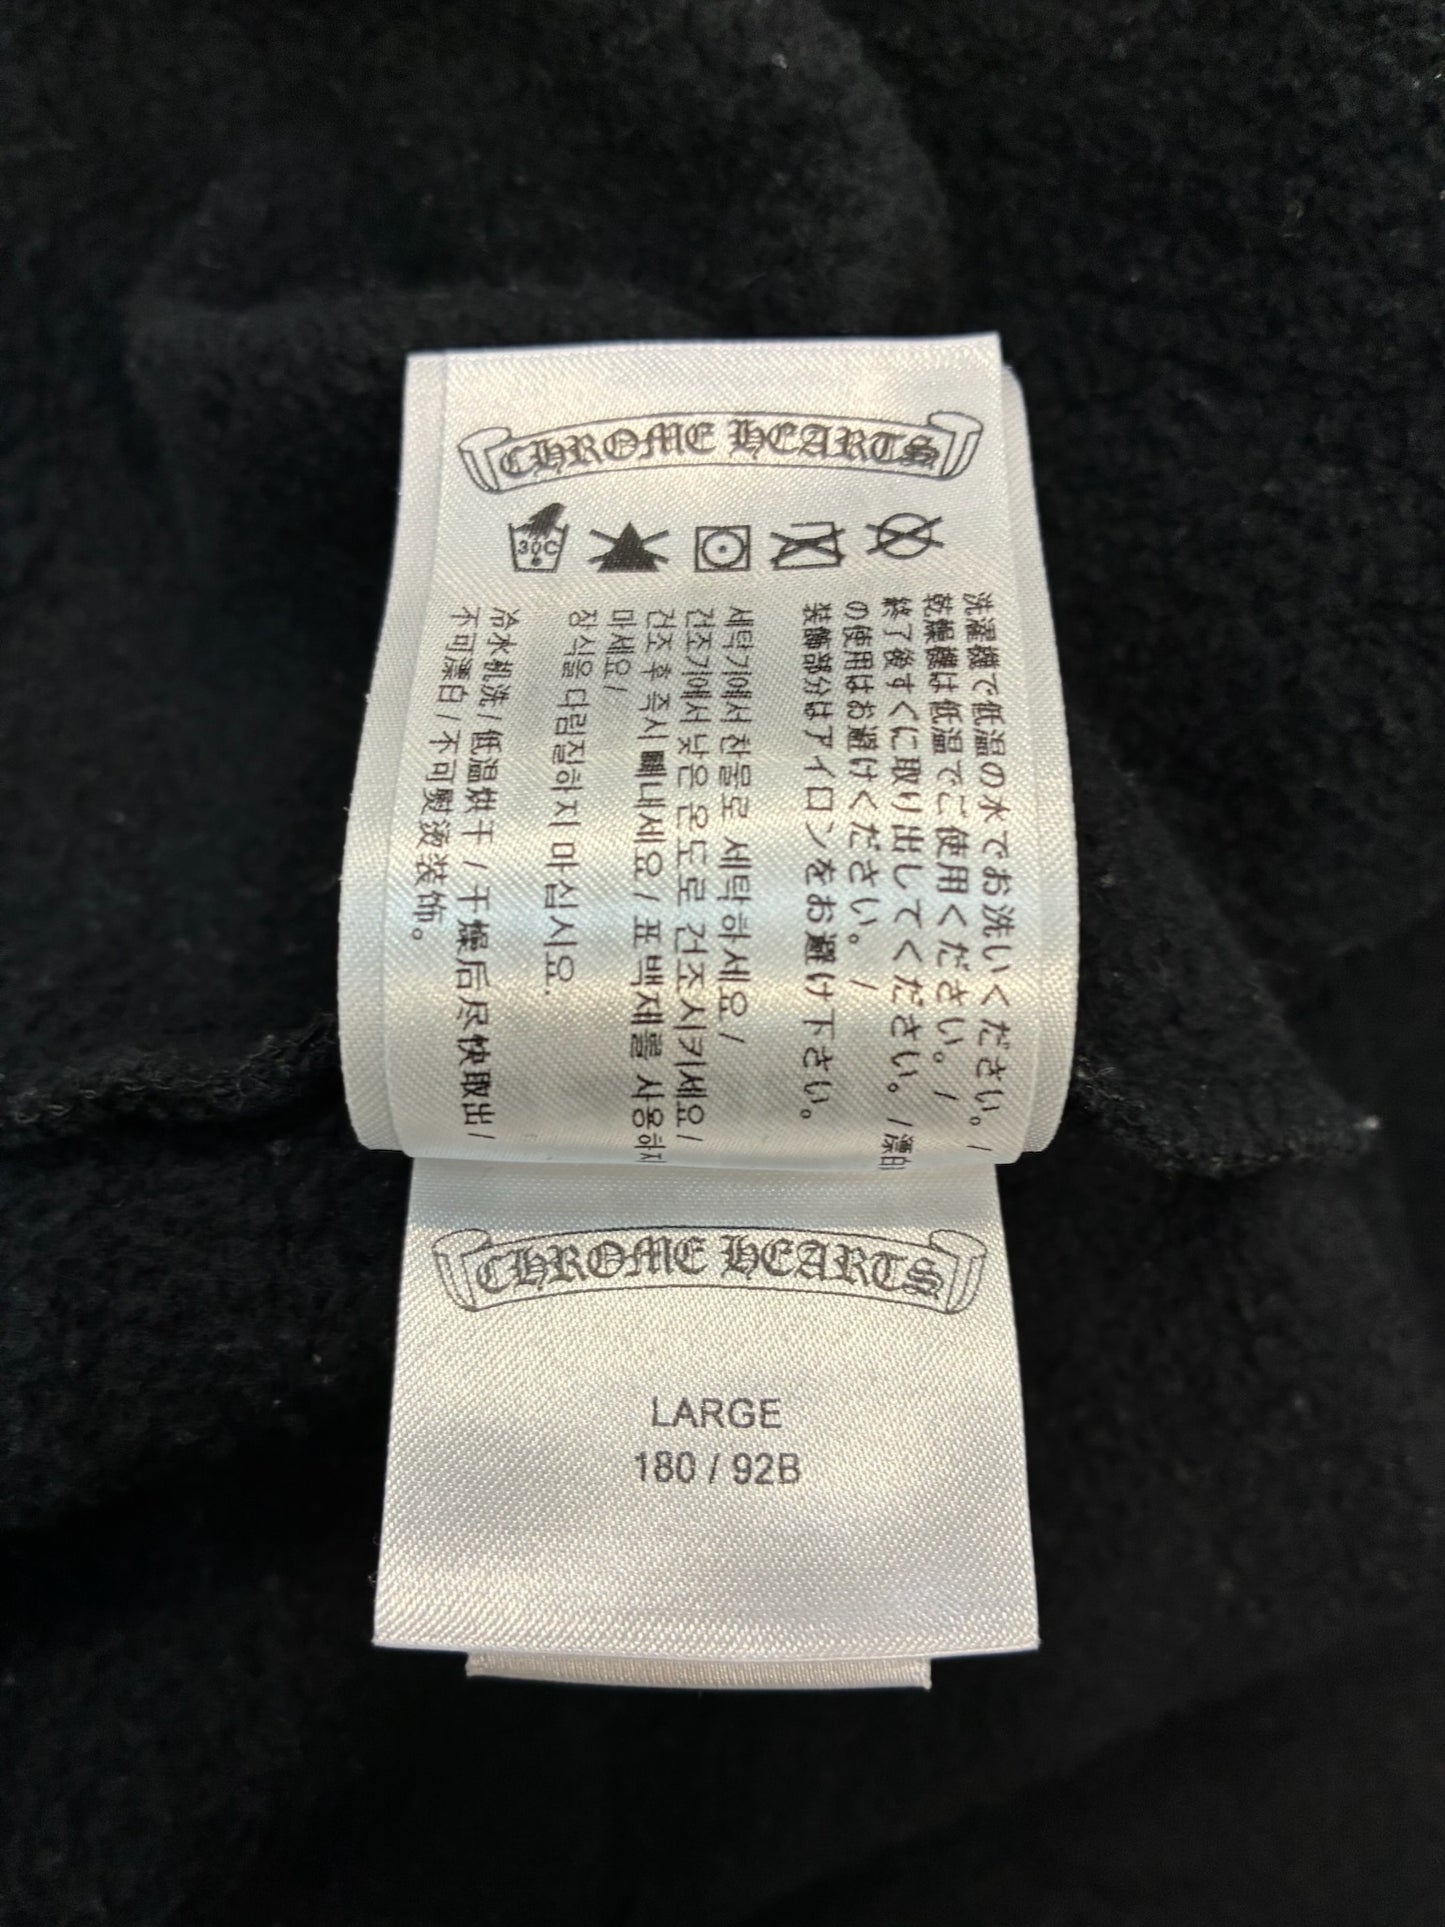 CHROME HEARTS
30C
洗濯機で低温の水でお洗いください。/
乾燥機は低温でご使用ください。/
終了後すぐに取り出してください。/漂白
の使用はお避けください。/
装飾部分はアイロンをお避け下さい。
세탁기에서 찬물로 세탁하세요/
건조기에서 낮은 온도로 건조시키세요/
건조 후 즉시 빼내세요/ 표백제를 사용하지
마세요/
장식을 다림질하지 마십시요.
冷水机洗/低温烘干/干燥后尽快取出/
不可漂白/不可熨烫装饰。
CHROME HEARTS
LARGE
180 / 92B